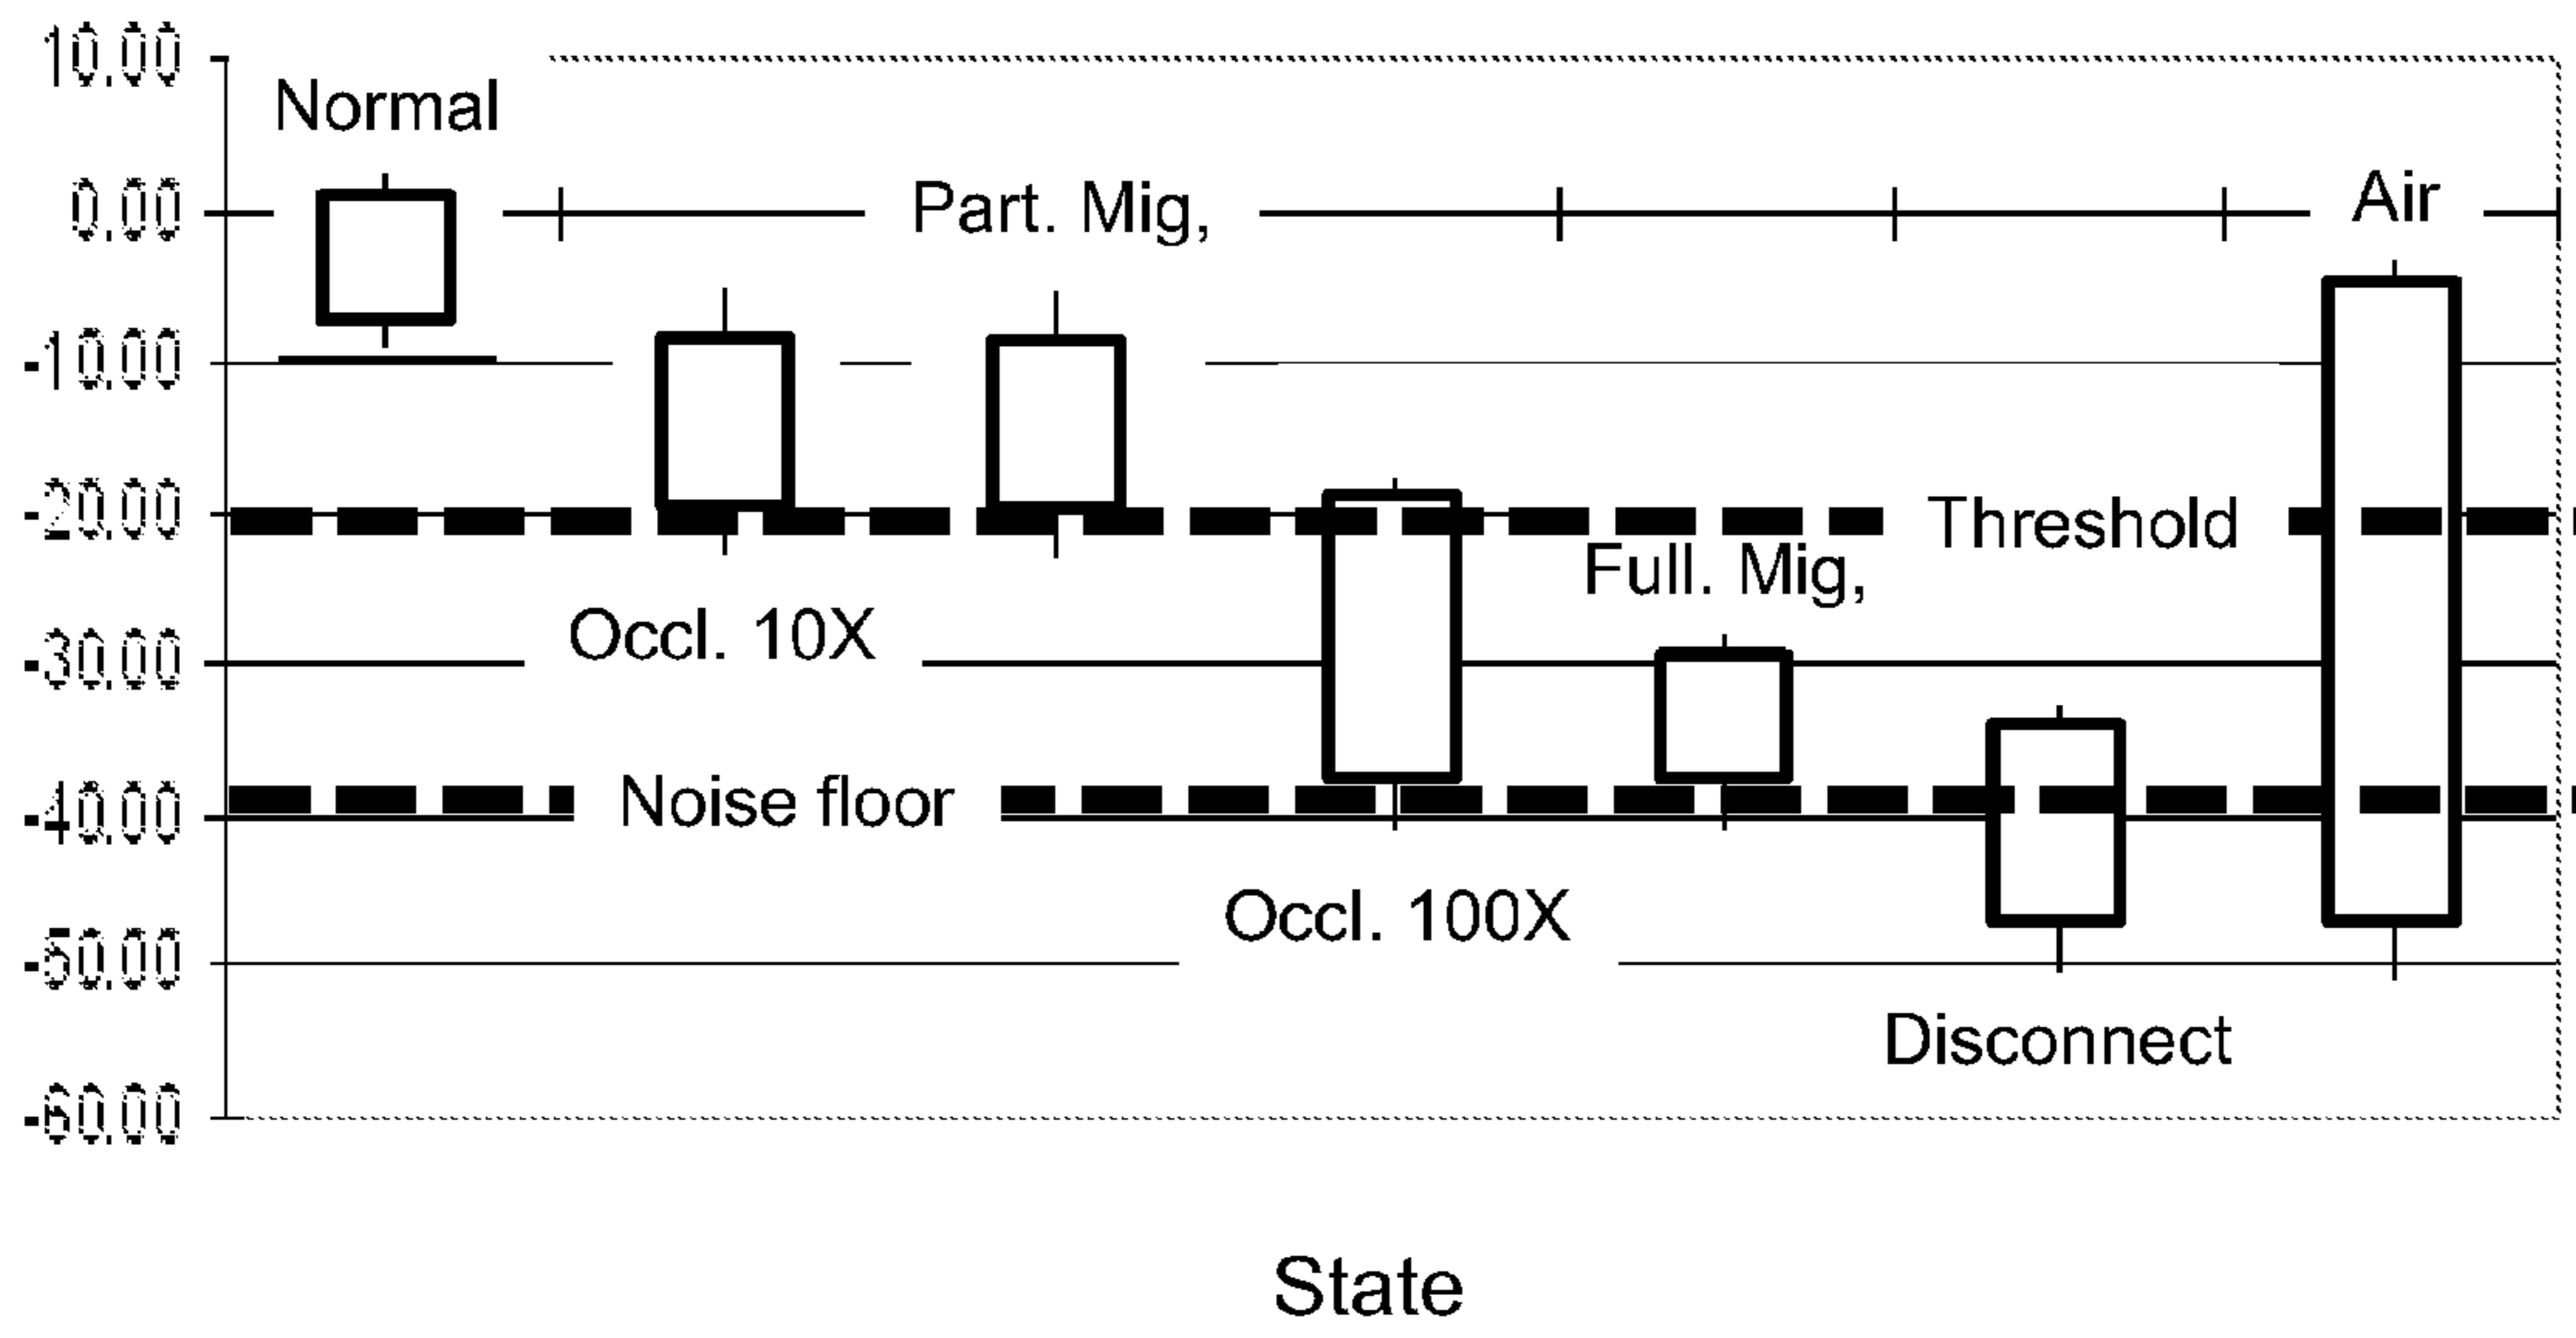 10.00
Normal
0.00
Part. Mig,
Air
-10.00
-20.00
Threshold
Full. Mig,
Occl. 10X
-30.00
Noise floor
-40.00
Occl. 100X
-50.00
Disconnect
-60.00
State